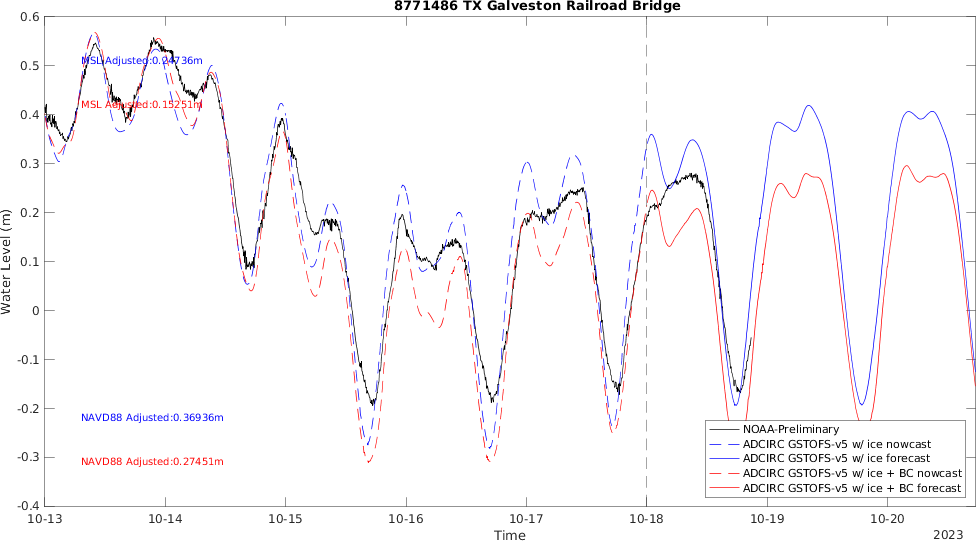 8771486 TX Galveston Railroad Bridge
Water Level (m)
0.6
0.5
0.4
0.3
0.2
0.1
0
-0.1
-0.2
-0.3
-0.4
MSL Adjusted:0.24736m
MSL Adjusted:0.15251m
NAVD88 Adjusted:0.36936m
NAVD88 Adjusted:0.27451m
NOAA-Preliminary
ADCIRC GSTOFS-v5 w/ ice nowcast
ADCIRC GSTOFS-v5 w/ ice forecast
ADCIRC GSTOFS-v5 w/ ice + BC nowcast
ADCIRC GSTOFS-v5 w/ ice + BC forecast
10-13 10-14 10-15 10-16 10-17 10-18 10-19 10-20
Time
2023